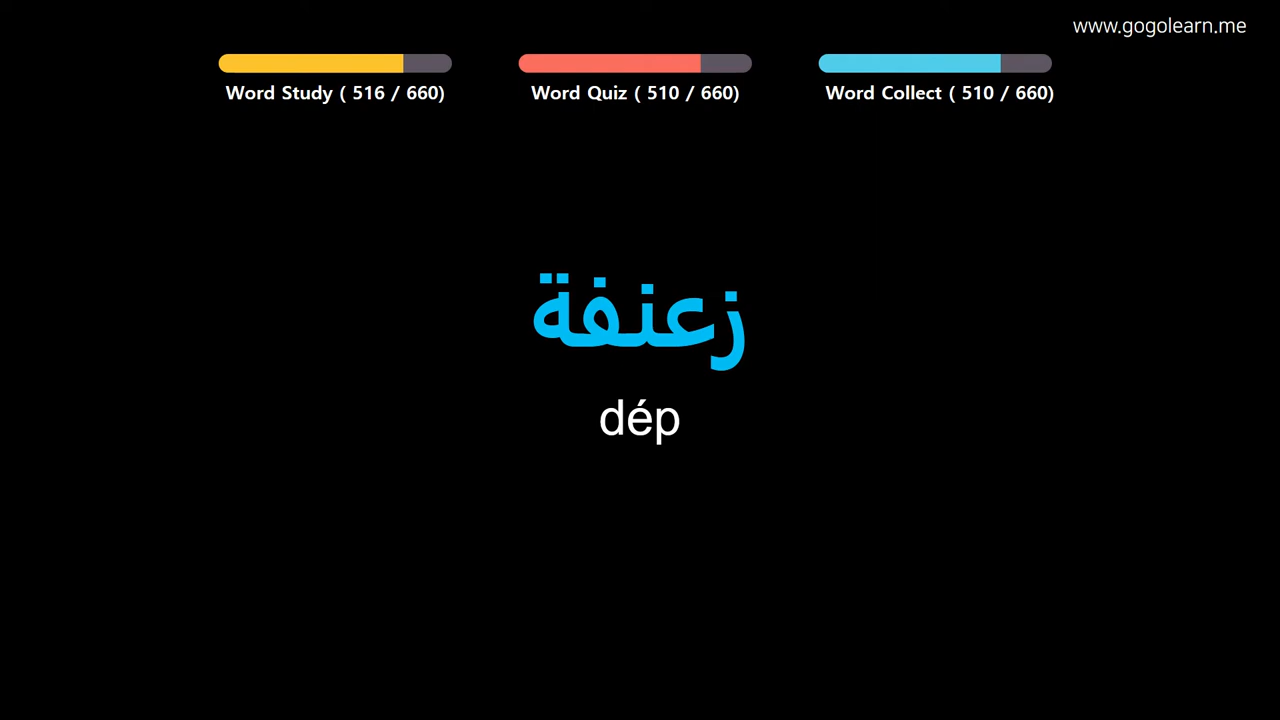 www.gogolearn.me
Word Study ( 516 / 660)
Word Quiz ( 510 / 660)
Word Collect ( 510 / 660)
زعنفة
dép